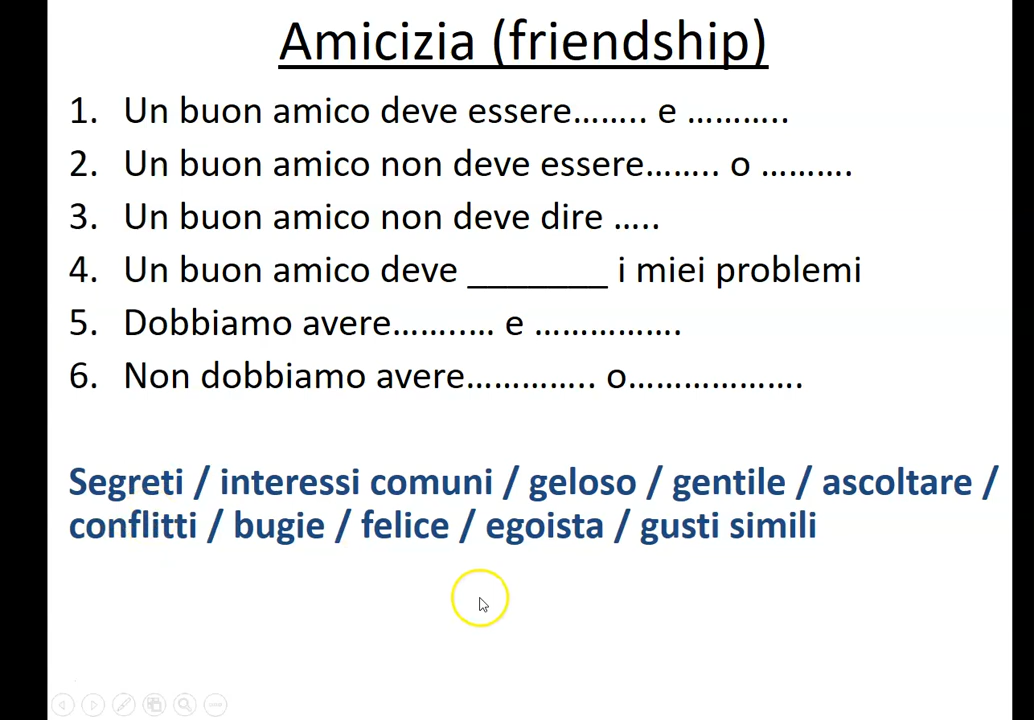 Amicizia (friendship)
1. Un buon amico deve essere…….. e ………..
2. Un buon amico non deve essere…….. o ……….
3. Un buon amico non deve dire …..
4. Un buon amico deve _______ i miei problemi
5. Dobbiamo avere……..… e …………….
6. Non dobbiamo avere………….. o……………….
Segreti / interessi comuni / geloso / gentile / ascoltare /
conflitti / bugie / felice / egoista / gusti simili